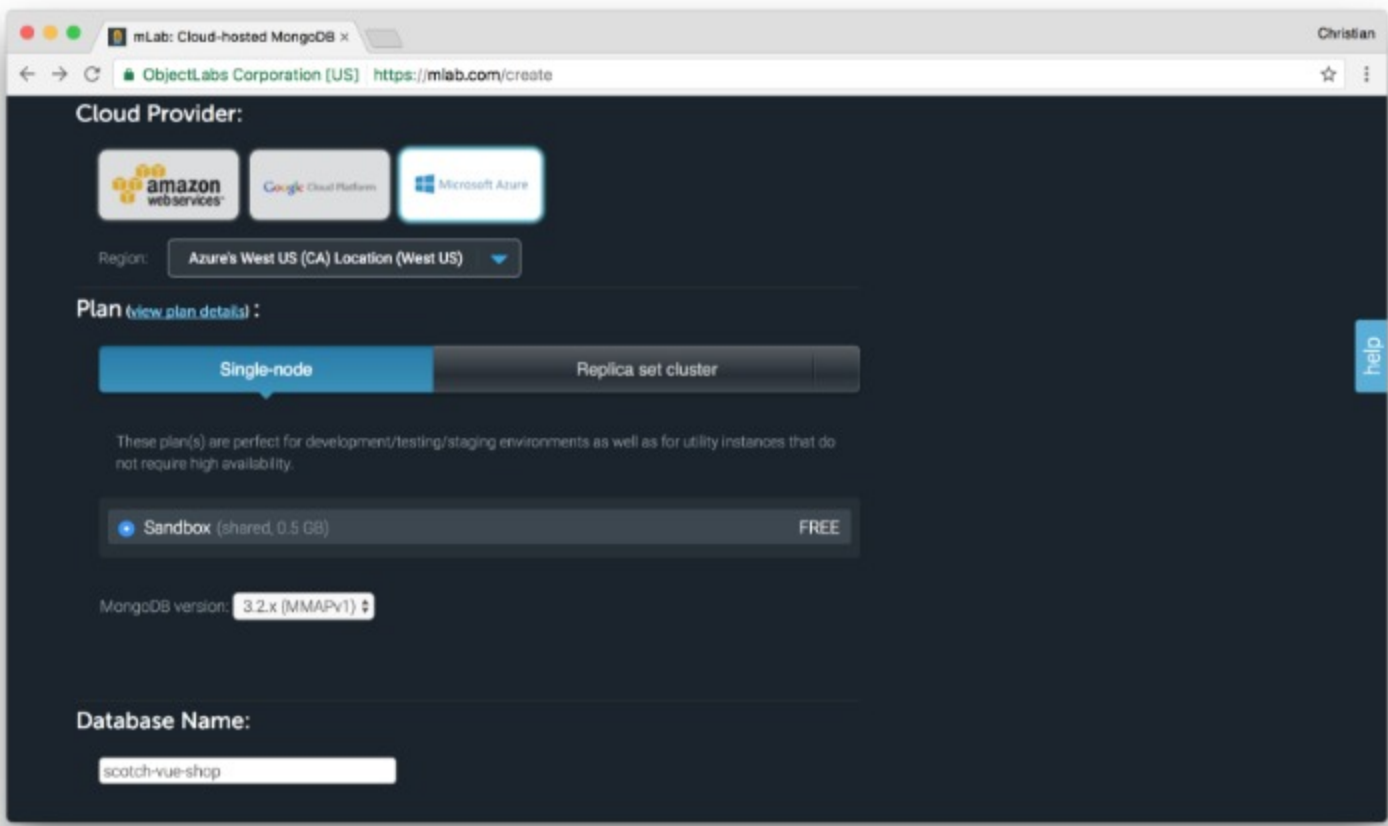 mLab: Cloud-hosted MongoDB ×
Christian
ObjectLabs Corporation [US] https://mlab.com/create
Cloud Provider:
amazon
webservices™
Google Cloud Platform
Microsoft Azure
Region: Azure's West US (CA) Location (West US)
Plan (view plan details) :
Single-node Replica set cluster
help
These plan(s) are perfect for development/testing/staging environments as well as for utility instances that do
not require high availability.
Sandbox (shared, 0.5 GB) FREE
MongoDB version: 3.2.x (MMAPv1)
Database Name:
scotch-vue-shop